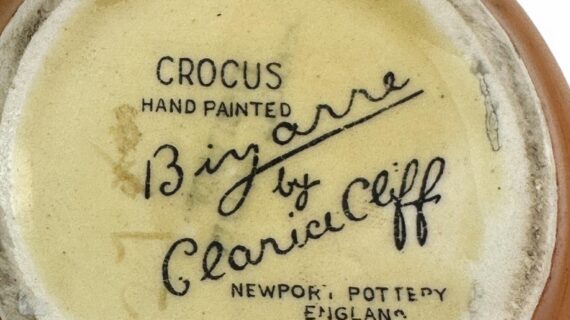 CROCUS
HAND PAINTED
Bizarre
by
Clarice Cliff
NEWPORT POTTERY
ENGLAND